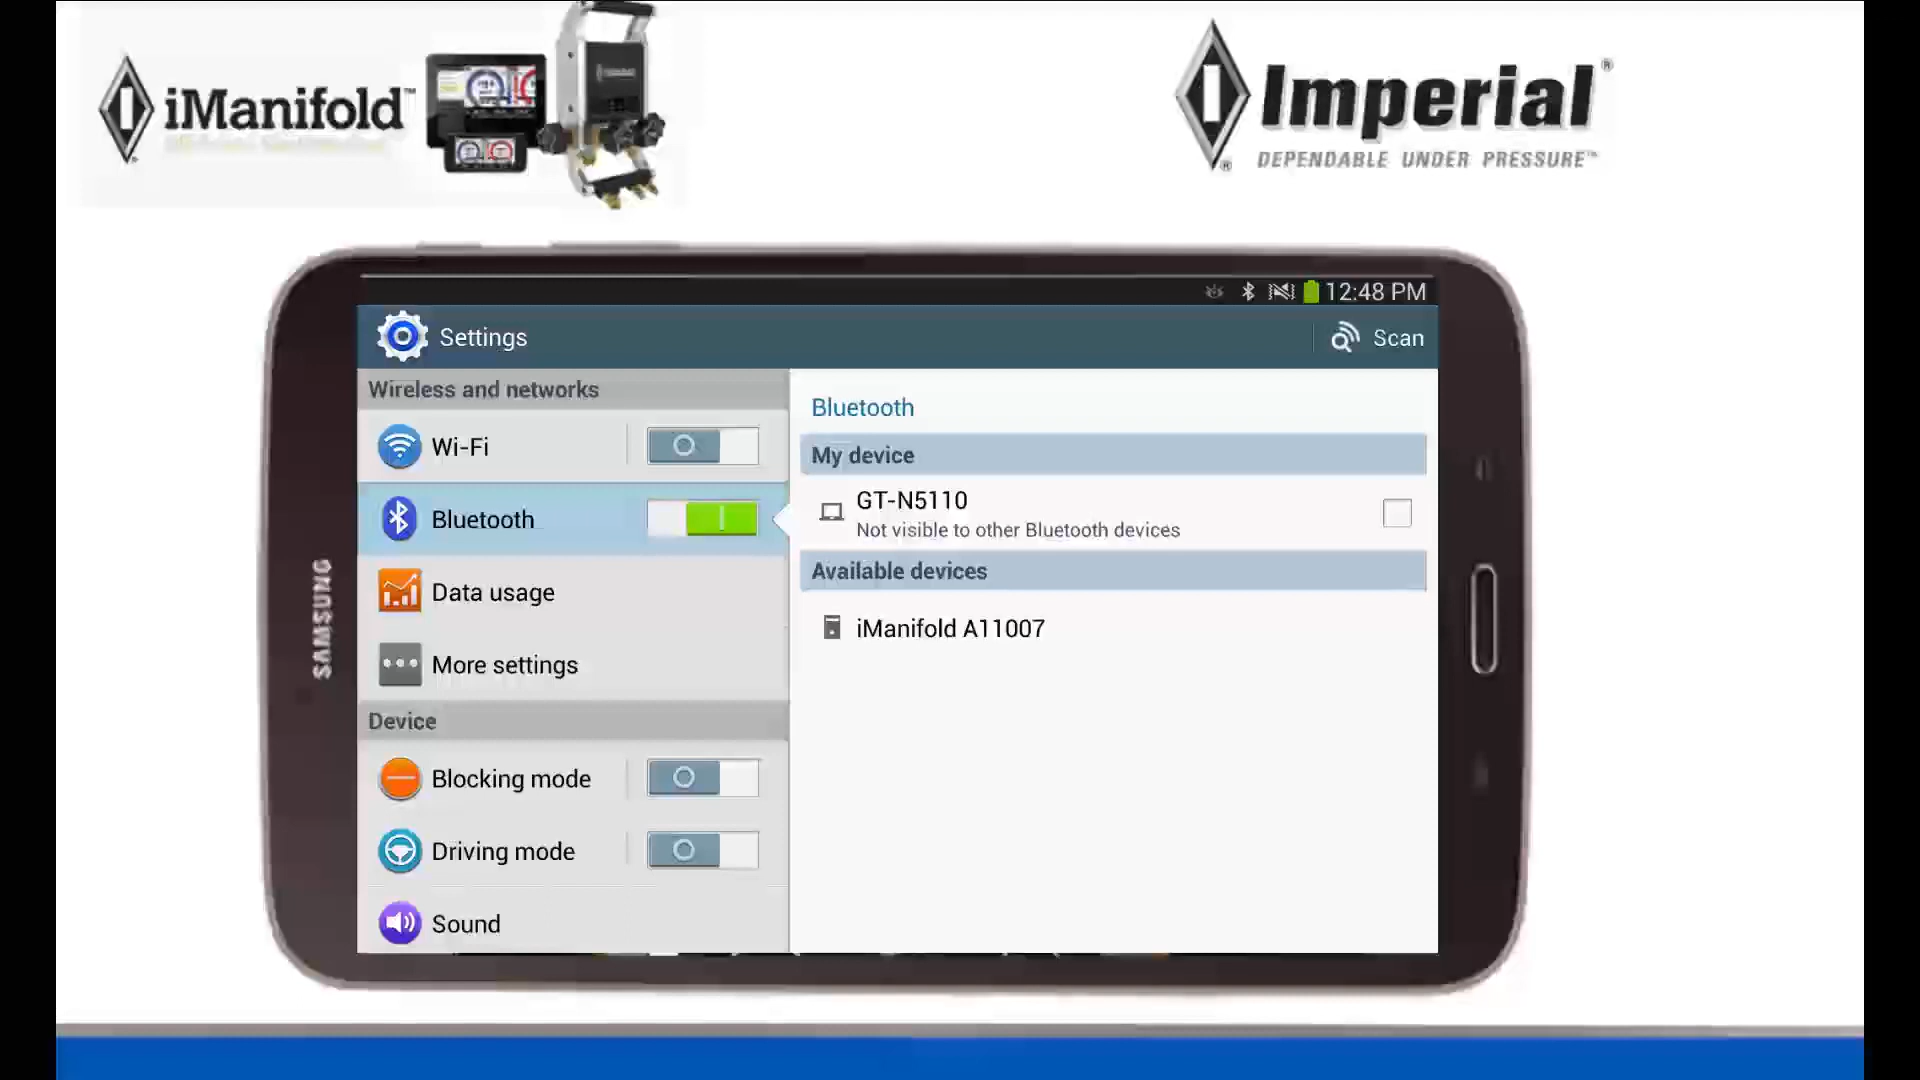 iManifold™
Imperial®
DEPENDABLE UNDER PRESSURE™
12:48 PM
Settings
Scan
Wireless and networks
Wi-Fi
Bluetooth
Data usage
More settings
Device
Blocking mode
Driving mode
Sound
Bluetooth
My device
GT-N5110
Not visible to other Bluetooth devices
Available devices
iManifold A11007
SAMSUNG